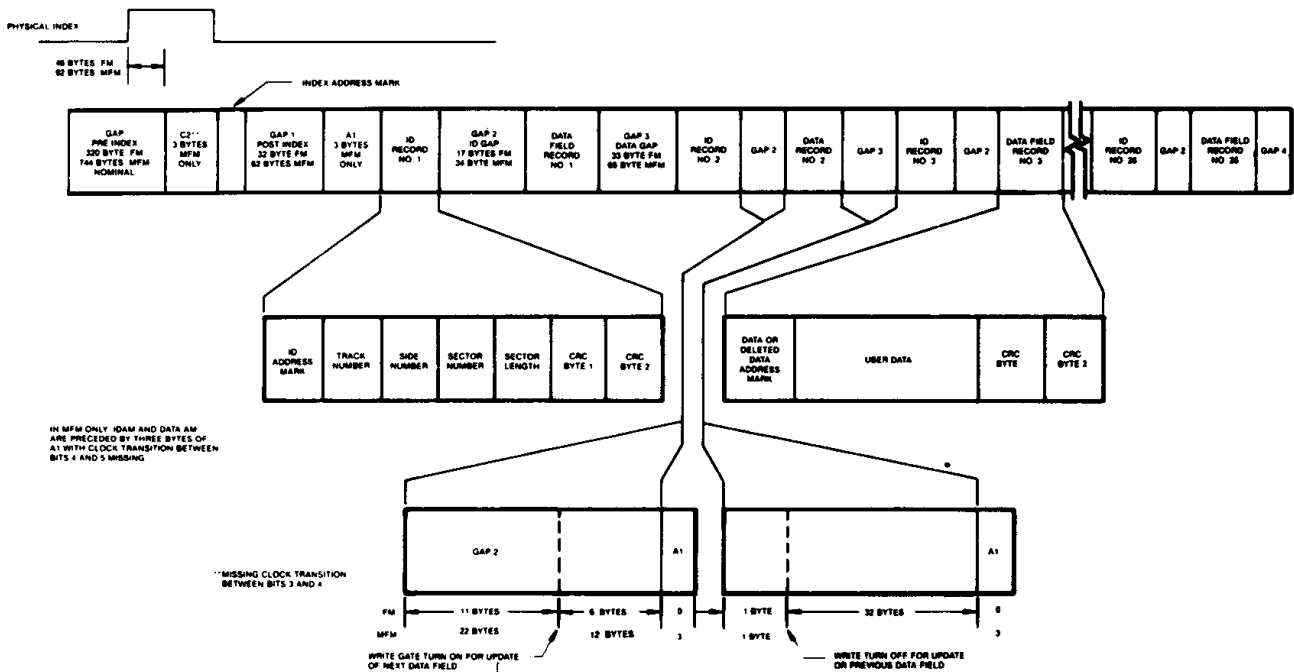 PHYSICAL INDEX
46 BYTES FM
92 BYTES MFM
INDEX ADDRESS MARK
GAP
PRE INDEX
320 BYTE FM
744 BYTES MFM
NOMINAL
C2**
3 BYTES
MFM
ONLY
GAP 1
POST INDEX
32 BYTE FM
62 BYTES MFM
A1
3 BYTES
MFM
ONLY
ID
RECORD
NO. 1
GAP 2
ID GAP
17 BYTES FM
34 BYTE MFM
DATA
FIELD
RECORD
NO. 1
GAP 3
DATA GAP
33 BYTE FM
66 BYTE MFM
ID
RECORD
NO. 2
GAP 2
DATA
RECORD
NO. 2
GAP 3
ID
RECORD
NO. 3
GAP 2
DATA FIELD
RECORD
NO. 3
ID
RECORD
NO. 26
GAP 2
DATA FIELD
RECORD
NO. 26
GAP 4
ID
ADDRESS
MARK
TRACK
NUMBER
SIDE
NUMBER
SECTOR
NUMBER
SECTOR
LENGTH
CRC
BYTE 1
CRC
BYTE 2
DATA OR
DELETED
DATA
ADDRESS
MARK
USER DATA
CRC
BYTE
CRC
BYTE 2
IN MFM ONLY IDAM AND DATA AM
ARE PRECEDED BY THREE BYTES OF
A1 WITH CLOCK TRANSITION BETWEEN
BITS 4 AND 5 MISSING
GAP 2
A1
A1
**MISSING CLOCK TRANSITION
BETWEEN BITS 3 AND 4
FM 11 BYTES 6 BYTES 0 1 BYTE 32 BYTES 0
MFM 22 BYTES 12 BYTES 3 1 BYTE 3
WRITE GATE TURN ON FOR UPDATE
OF NEXT DATA FIELD
WRITE TURN OFF FOR UPDATE
OR PREVIOUS DATA FIELD